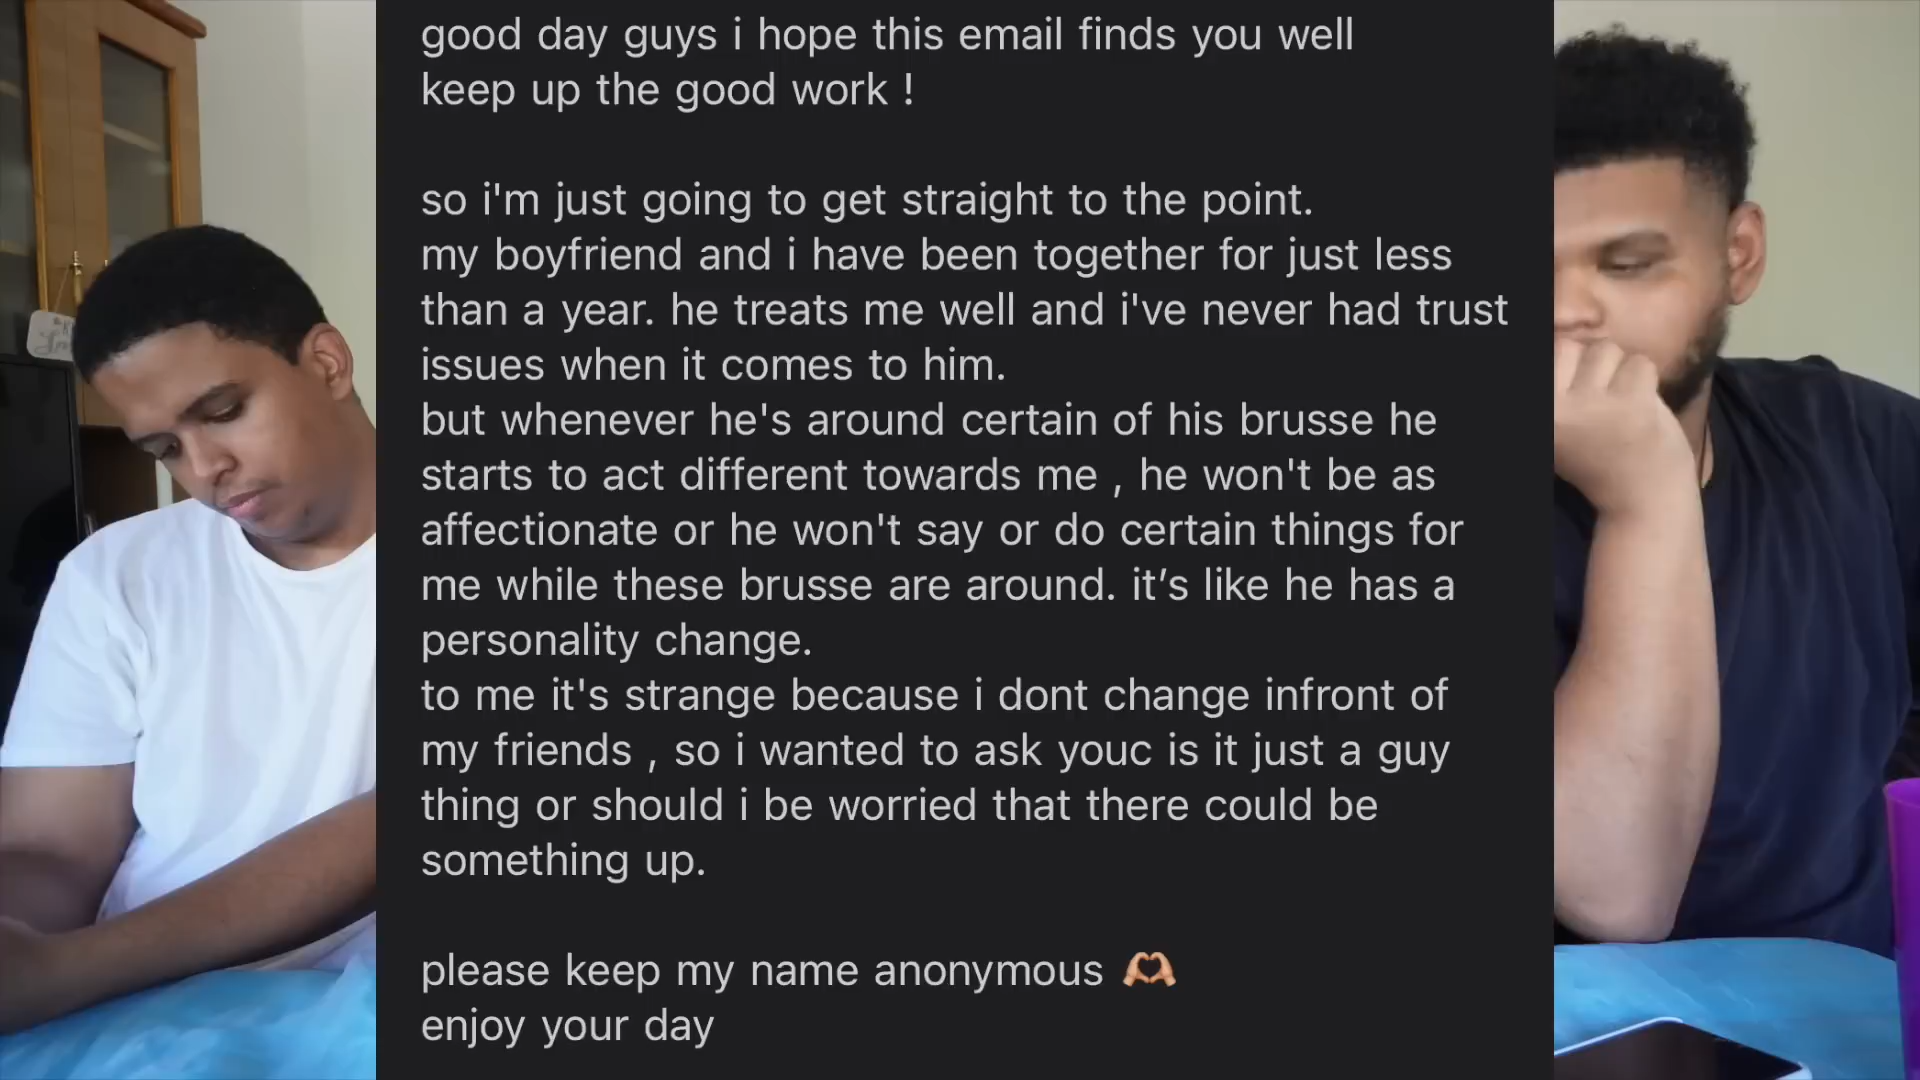 good day guys i hope this email finds you well
keep up the good work !
so i'm just going to get straight to the point.
my boyfriend and i have been together for just less
than a year. he treats me well and i've never had trust
issues when it comes to him.
but whenever he's around certain of his brusse he
starts to act different towards me , he won't be as
affectionate or he won't say or do certain things for
me while these brusse are around. it’s like he has a
personality change.
to me it's strange because i dont change infront of
my friends , so i wanted to ask youc is it just a guy
thing or should i be worried that there could be
something up.
please keep my name anonymous 🫶🏼
enjoy your day